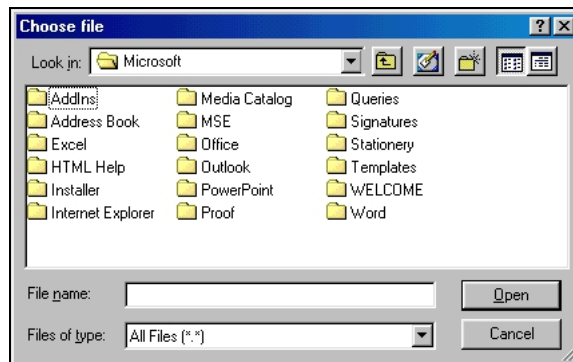 Choose file
Look in: Microsoft
AddIns
Address Book
Excel
HTML Help
Installer
Internet Explorer
Media Catalog
MSE
Office
Outlook
PowerPoint
Proof
Queries
Signatures
Stationery
Templates
WELCOME
Word
File name:
Open
Files of type: All Files (*.*)
Cancel